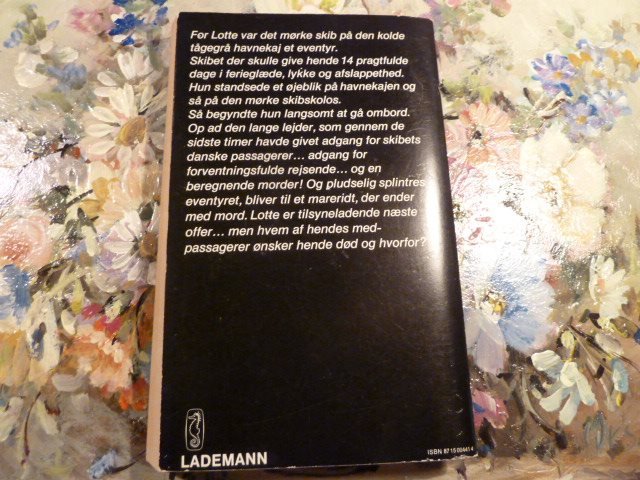 For Lotte var det mørke skib på den kolde
tågegrå havnekaj et eventyr.
Skibet der skulle give hende 14 pragtfulde
dage i ferieglæde, lykke og afslappethed.
Hun standsede et øjeblik på havnekajen og
så på den mørke skibskolos.
Så begyndte hun langsomt at gå ombord.
Op ad den lange lejder, som gennem de
sidste timer havde givet adgang for skibets
danske passagerer... adgang for
forventningsfulde rejsende... og en
beregnende morder! Og pludselig splintres
eventyret, bliver til et mareridt, der ender
med mord. Lotte er tilsyneladende næste
offer... men hvem af hendes med-
passagerer ønsker hende død og hvorfor?
LADEMANN
ISBN 87 15 00441 4